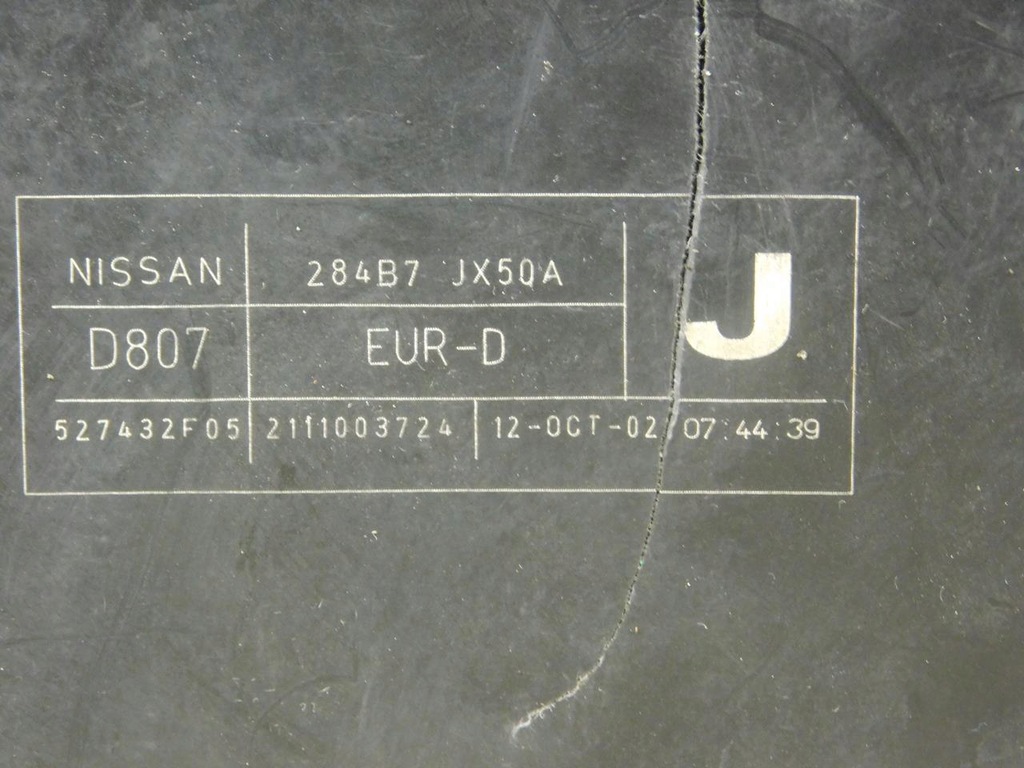 NISSAN 284B7 JX50A J
D807 EUR-D
527432F05 2111003724 12-OCT-02 07:44:39